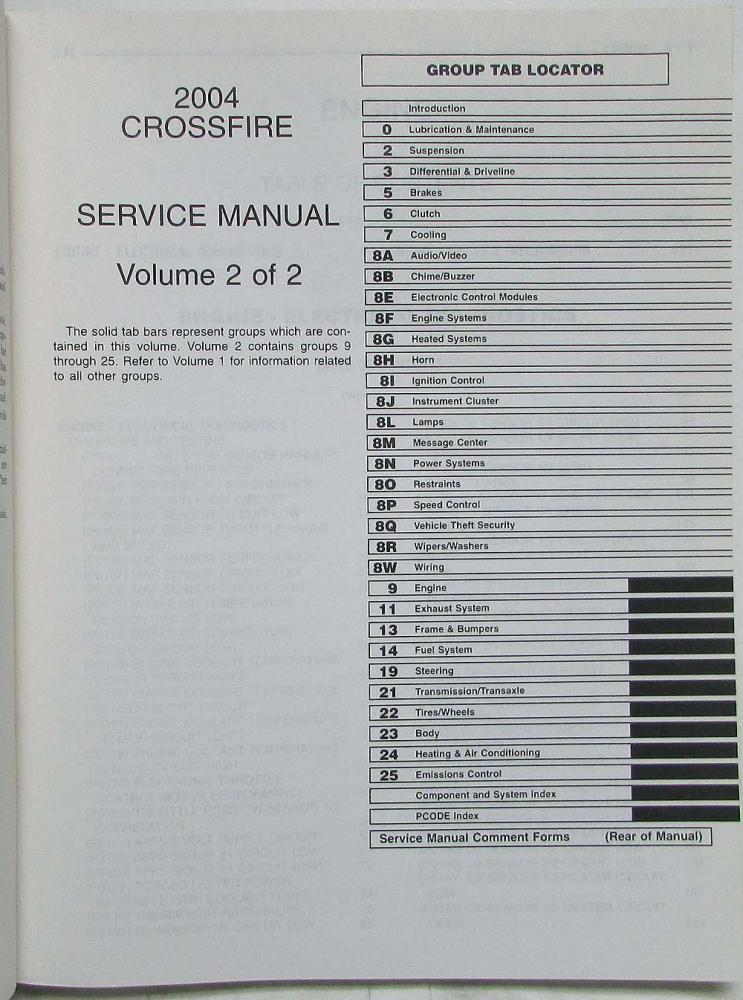 2004
CROSSFIRE
SERVICE MANUAL
Volume 2 of 2
The solid tab bars represent groups which are con-
tained in this volume. Volume 2 contains groups 9
through 25. Refer to Volume 1 for information related
to all other groups.
GROUP TAB LOCATOR
Introduction
0 Lubrication & Maintenance
2 Suspension
3 Differential & Driveline
5 Brakes
6 Clutch
7 Cooling
8A Audio/Video
8B Chime/Buzzer
8E Electronic Control Modules
8F Engine Systems
8G Heated Systems
8H Horn
8I Ignition Control
8J Instrument Cluster
8L Lamps
8M Message Center
8N Power Systems
8O Restraints
8P Speed Control
8Q Vehicle Theft Security
8R Wipers/Washers
8W Wiring
9 Engine
11 Exhaust System
13 Frame & Bumpers
14 Fuel System
19 Steering
21 Transmission/Transaxle
22 Tires/Wheels
23 Body
24 Heating & Air Conditioning
25 Emissions Control
Component and System Index
PCODE Index
Service Manual Comment Forms (Rear of Manual)